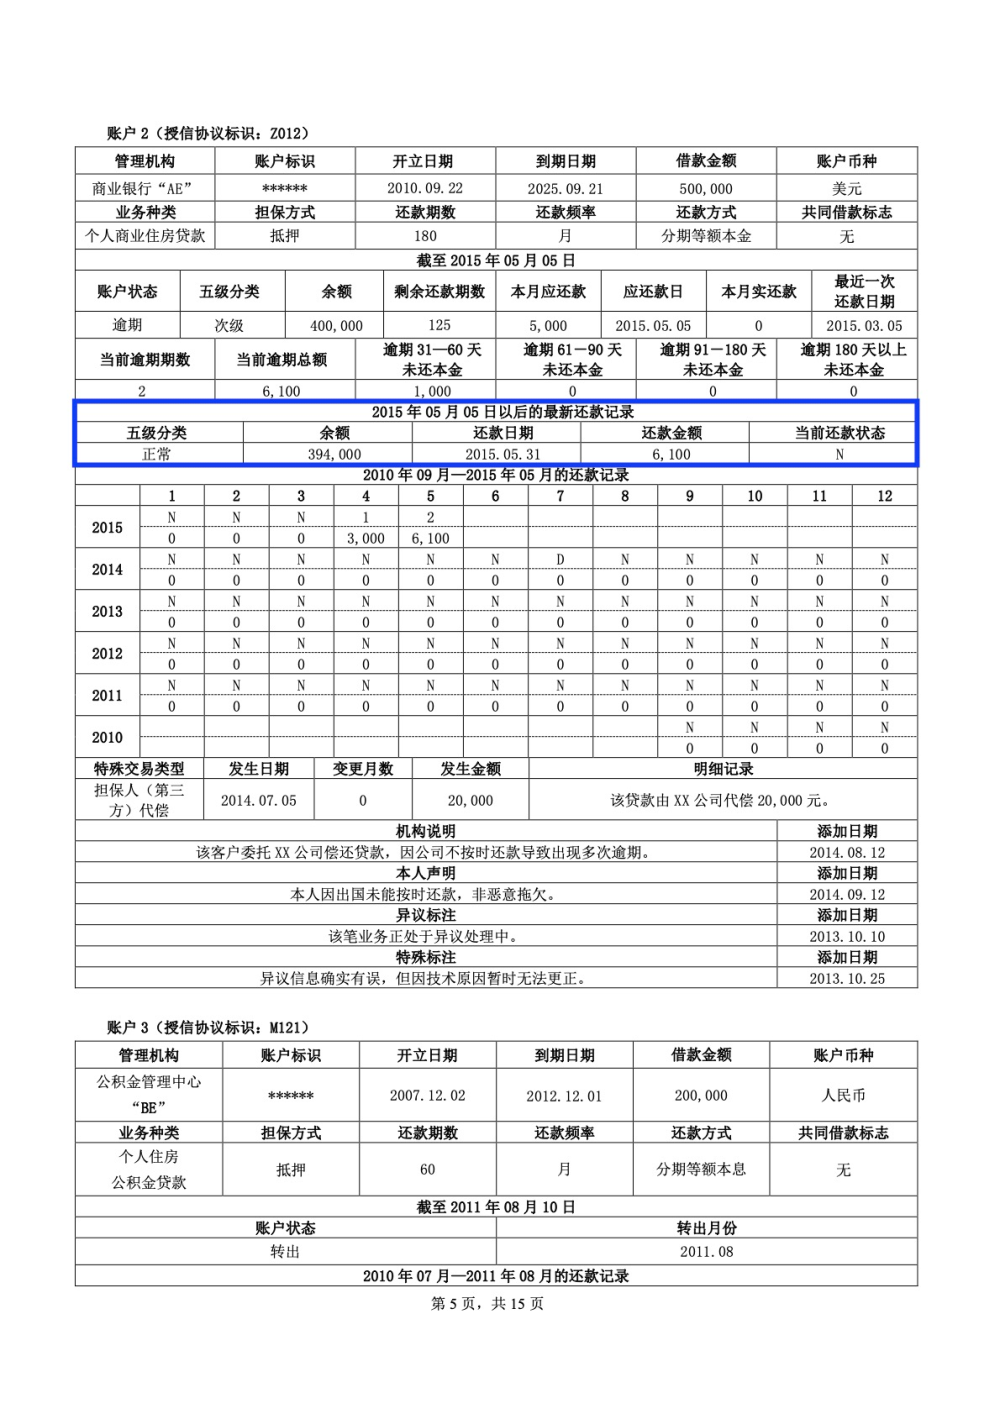 账户 2（授信协议标识：Z012）
管理机构 账户标识 开立日期 到期日期 借款金额 账户币种
商业银行“AE” ****** 2010.09.22 2025.09.21 500,000 美元
业务种类 担保方式 还款期数 还款频率 还款方式 共同借款标志
个人商业住房贷款 抵押 180 月 分期等额本金 无
截至 2015 年 05 月 05 日
账户状态 五级分类 余额 剩余还款期数 本月应还款 应还款日 本月实还款 最近一次
还款日期
逾期 次级 400,000 125 5,000 2015.05.05 0 2015.03.05
当前逾期期数 当前逾期总额 逾期 31—60 天 逾期 61－90 天 逾期 91－180 天 逾期 180 天以上
未还本金 未还本金 未还本金 未还本金
2 6,100 1,000 0 0 0
2015 年 05 月 05 日以后的最新还款记录
五级分类 余额 还款日期 还款金额 当前还款状态
正常 394,000 2015.05.31 6,100 N
2010 年 09 月—2015 年 05 月的还款记录
1 2 3 4 5 6 7 8 9 10 11 12
2015 N N N 1 2
0 0 0 3,000 6,100
2014 N N N N N N D N N N N N
0 0 0 0 0 0 0 0 0 0 0 0
2013 N N N N N N N N N N N N
0 0 0 0 0 0 0 0 0 0 0 0
2012 N N N N N N N N N N N N
0 0 0 0 0 0 0 0 0 0 0 0
2011 N N N N N N N N N N N N
0 0 0 0 0 0 0 0 0 0 0 0
2010 N N N N
0 0 0 0
特殊交易类型 发生日期 变更月数 发生金额 明细记录
担保人（第三
方）代偿 2014.07.05 0 20,000 该贷款由 XX 公司代偿 20,000 元。
机构说明 添加日期
该客户委托 XX 公司偿还贷款，因公司不按时还款导致出现多次逾期。 2014.08.12
本人声明 添加日期
本人因出国未能按时还款，非恶意拖欠。 2014.09.12
异议标注 添加日期
该笔业务正处于异议处理中。 2013.10.10
特殊标注 添加日期
异议信息确实有误，但因技术原因暂时无法更正。 2013.10.25
账户 3（授信协议标识：M121）
管理机构 账户标识 开立日期 到期日期 借款金额 账户币种
公积金管理中心
“BE” ****** 2007.12.02 2012.12.01 200,000 人民币
业务种类 担保方式 还款期数 还款频率 还款方式 共同借款标志
个人住房
公积金贷款 抵押 60 月 分期等额本息 无
截至 2011 年 08 月 10 日
账户状态 转出月份
转出 2011.08
2010 年 07 月—2011 年 08 月的还款记录
第 5 页，共 15 页